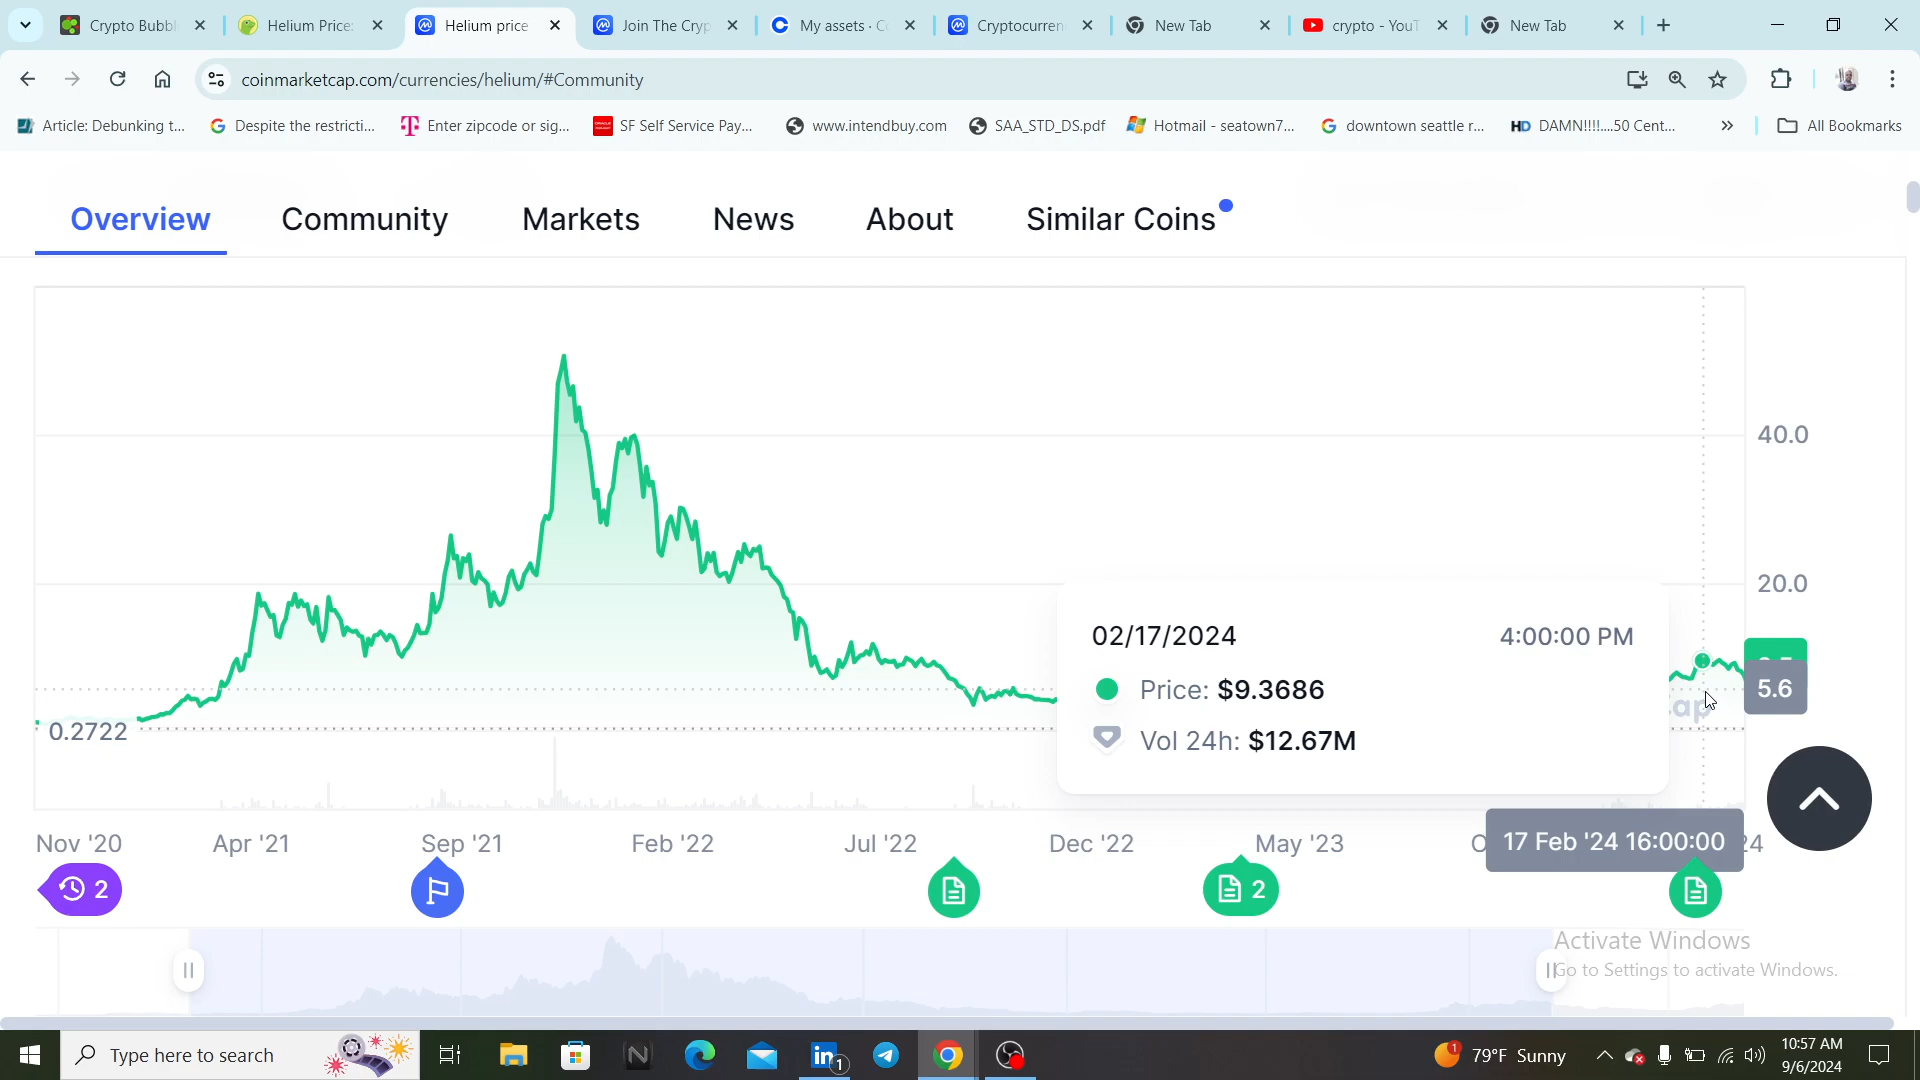 Crypto Bubbl
Helium Price:
Helium price
Join The Cryp
My assets · C
Cryptocurren
New Tab
crypto - YouT
New Tab
coinmarketcap.com/currencies/helium/#Community
Article: Debunking t...
Despite the restricti...
Enter zipcode or sig...
SF Self Service Pay...
www.intendbuy.com
SAA_STD_DS.pdf
Hotmail - seatown7...
downtown seattle r...
HD DAMN!!!!....50 Cent...
»
All Bookmarks
Overview
Community
Markets
News
About
Similar Coins
40.0
20.0
02/17/2024
4:00:00 PM
Price: $9.3686
5.6
Vol 24h: $12.67M
0.2722
Nov '20
Apr '21
Sep '21
Feb '22
Jul '22
Dec '22
May '23
17 Feb '24 16:00:00
24
2
2
Activate Windows
Go to Settings to activate Windows.
Type here to search
in
1
1
79°F Sunny
10:57 AM
9/6/2024